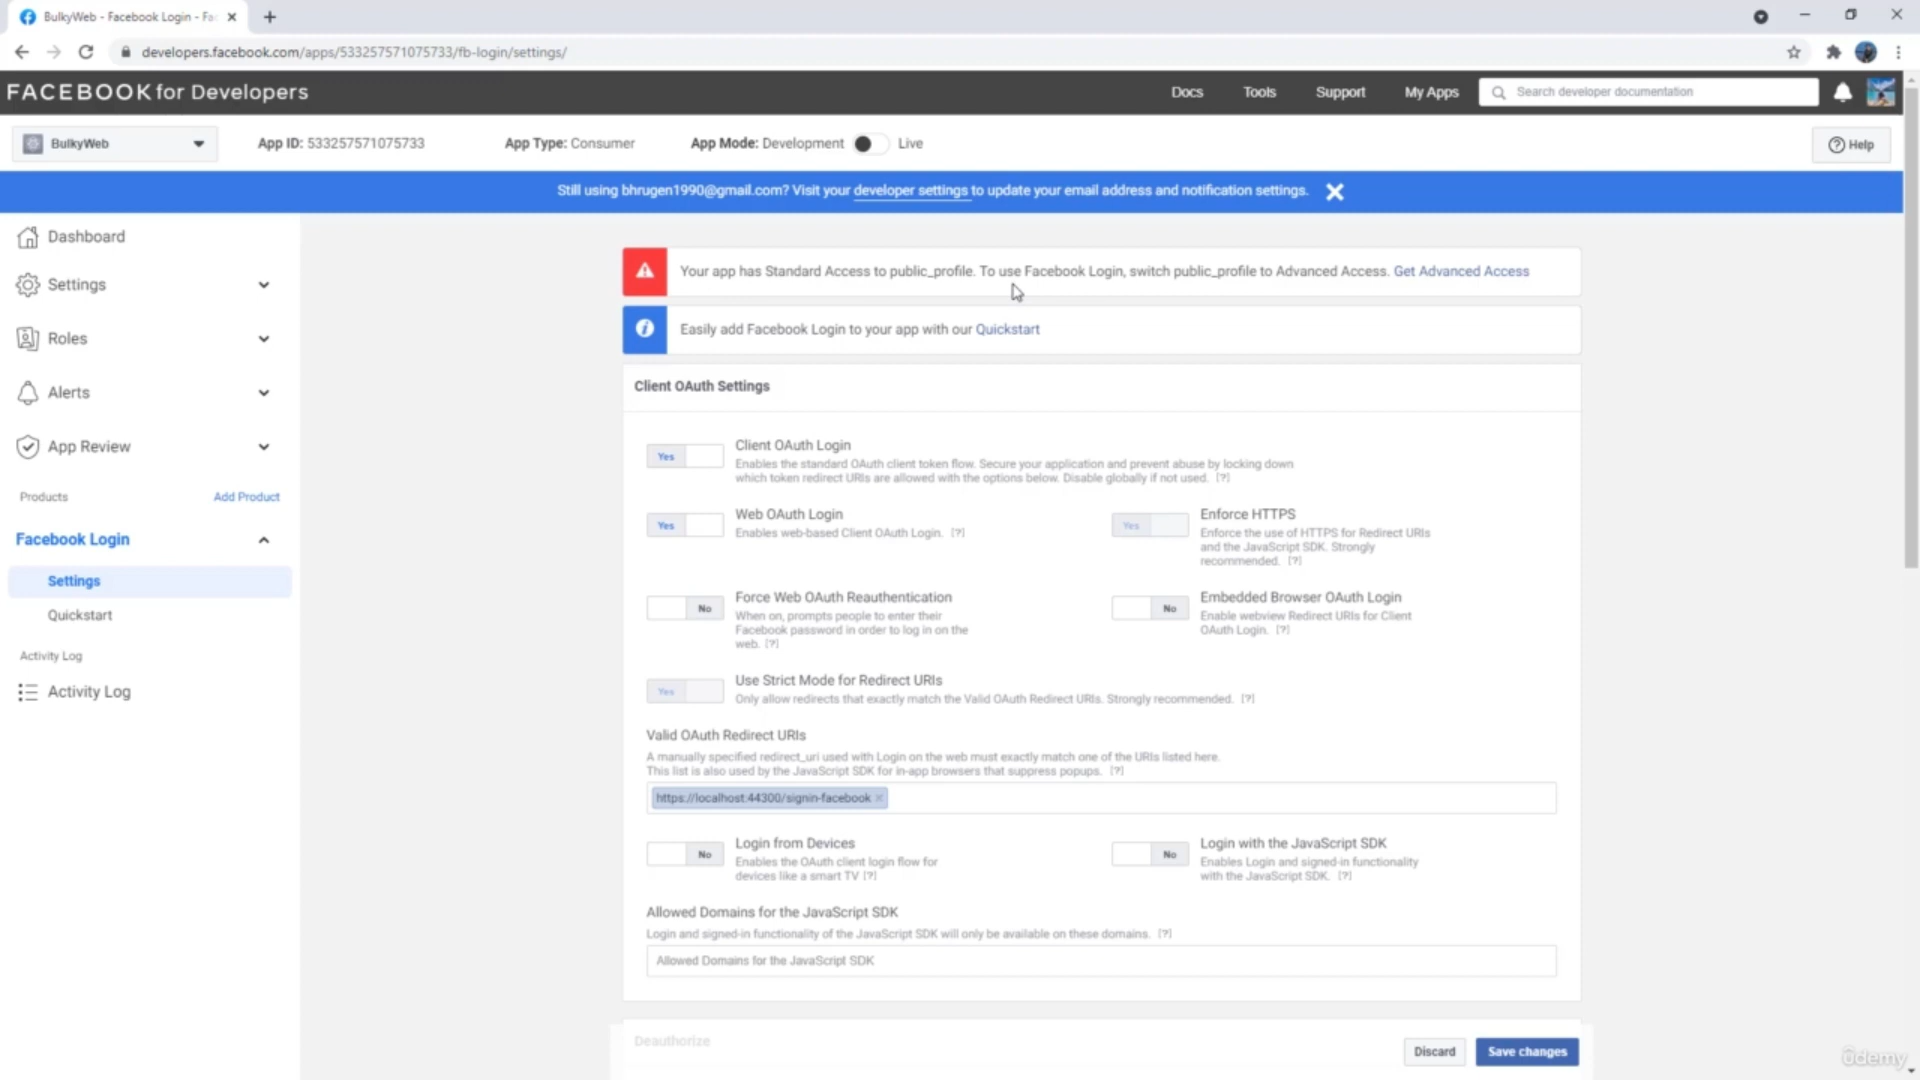 BulkyWeb - Facebook Login - Fac
developers.facebook.com/apps/533257571075733/fb-login/settings/
FACEBOOK for Developers
Docs
Tools
Support
My Apps
Search developer documentation
BulkyWeb
App ID: 533257571075733
App Type: Consumer
App Mode: Development
Live
Help
Still using bhrugen1990@gmail.com? Visit your developer settings to update your email address and notification settings.
Dashboard
Settings
Roles
Alerts
App Review
Products
Add Product
Facebook Login
Settings
Quickstart
Activity Log
Activity Log
Your app has Standard Access to public_profile. To use Facebook Login, switch public_profile to Advanced Access. Get Advanced Access
Easily add Facebook Login to your app with our Quickstart
Client OAuth Settings
Yes
Client OAuth Login
Enables the standard OAuth client token flow. Secure your application and prevent abuse by locking down
which token redirect URIs are allowed with the options below. Disable globally if not used. [?]
Yes
Web OAuth Login
Enables web-based Client OAuth Login. [?]
Yes
Enforce HTTPS
Enforce the use of HTTPS for Redirect URIs
and the JavaScript SDK. Strongly
recommended. [?]
No
Force Web OAuth Reauthentication
When on, prompts people to enter their
Facebook password in order to log in on the
web. [?]
No
Embedded Browser OAuth Login
Enable webview Redirect URIs for Client
OAuth Login. [?]
Yes
Use Strict Mode for Redirect URIs
Only allow redirects that exactly match the Valid OAuth Redirect URIs. Strongly recommended. [?]
Valid OAuth Redirect URIs
A manually specified redirect_uri used with Login on the web must exactly match one of the URIs listed here.
This list is also used by the JavaScript SDK for in-app browsers that suppress popups. [?]
https://localhost:44300/signin-facebook
No
Login from Devices
Enables the OAuth client login flow for
devices like a smart TV [?]
No
Login with the JavaScript SDK
Enables Login and signed-in functionality
with the JavaScript SDK. [?]
Allowed Domains for the JavaScript SDK
Login and signed-in functionality of the JavaScript SDK will only be available on these domains. [?]
Allowed Domains for the JavaScript SDK
Deauthorize
Discard
Save changes
ûdemy